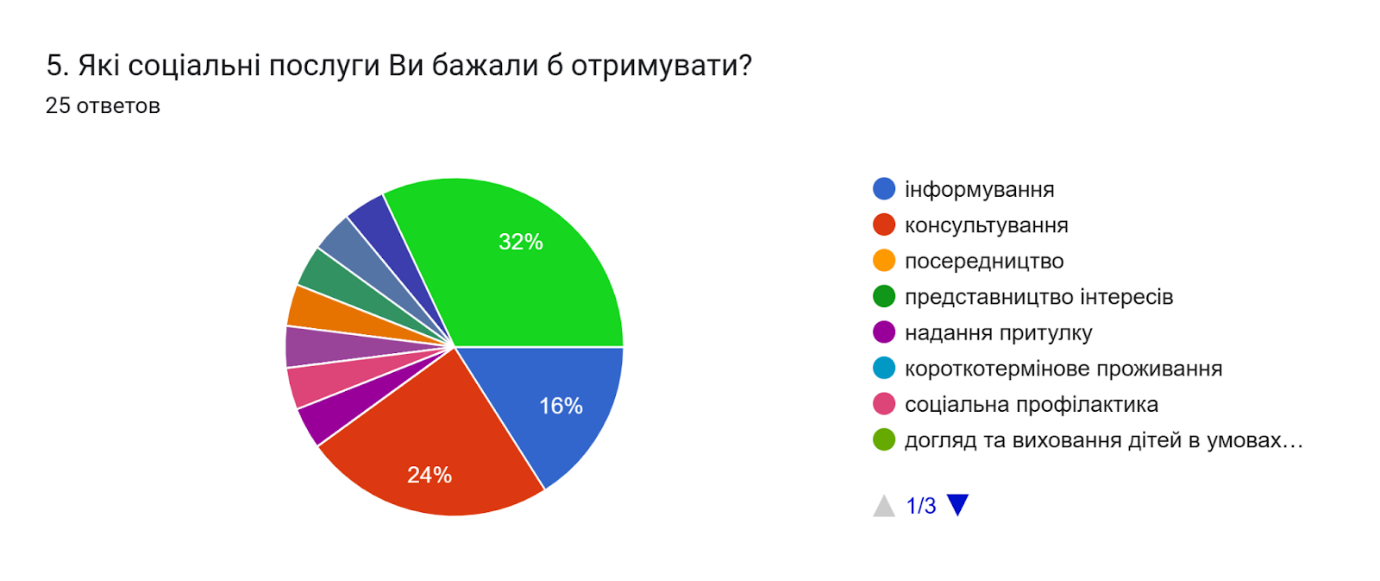 5. Які соціальні послуги Ви бажали б отримувати?
25 ответов
32%
16%
24%
інформування
консультування
посередництво
представництво інтересів
надання притулку
короткотермінове проживання
соціальна профілактика
догляд та виховання дітей в умовах…
1/3